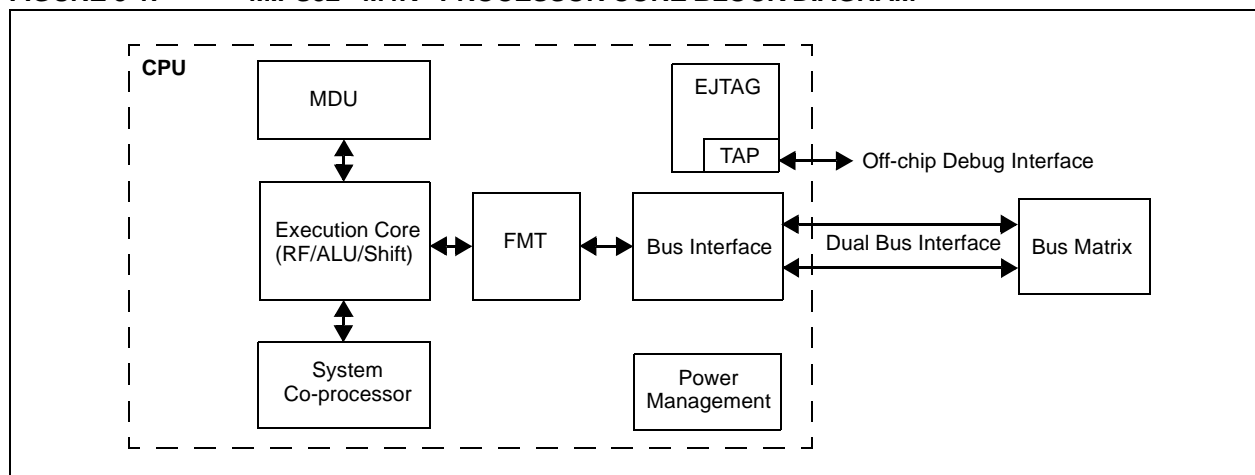 CPU
MDU
EJTAG
TAP
Off-chip Debug Interface
Execution Core
(RF/ALU/Shift)
FMT
Bus Interface
Dual Bus Interface
Bus Matrix
System
Co-processor
Power
Management